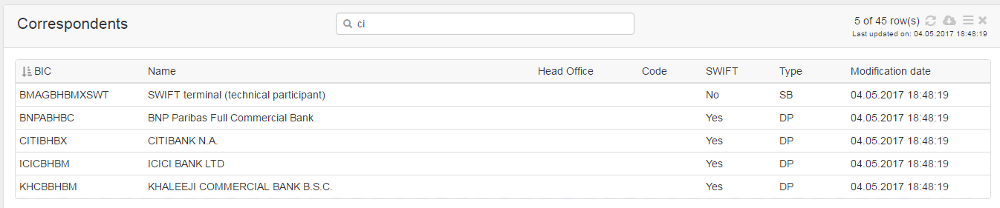 Correspondents ci 5 of 45 row(s)
Last updated on: 04.05.2017 18:48:19
BIC Name Head Office Code SWIFT Type Modification date
BMAGBHBMXSWT SWIFT terminal (technical participant) No SB 04.05.2017 18:48:19
BNPABHBC BNP Paribas Full Commercial Bank Yes DP 04.05.2017 18:48:19
CITIBHBX CITIBANK N.A. Yes DP 04.05.2017 18:48:19
ICICBHBM ICICI BANK LTD Yes DP 04.05.2017 18:48:19
KHCBBHBM KHALEEJI COMMERCIAL BANK B.S.C. Yes DP 04.05.2017 18:48:19